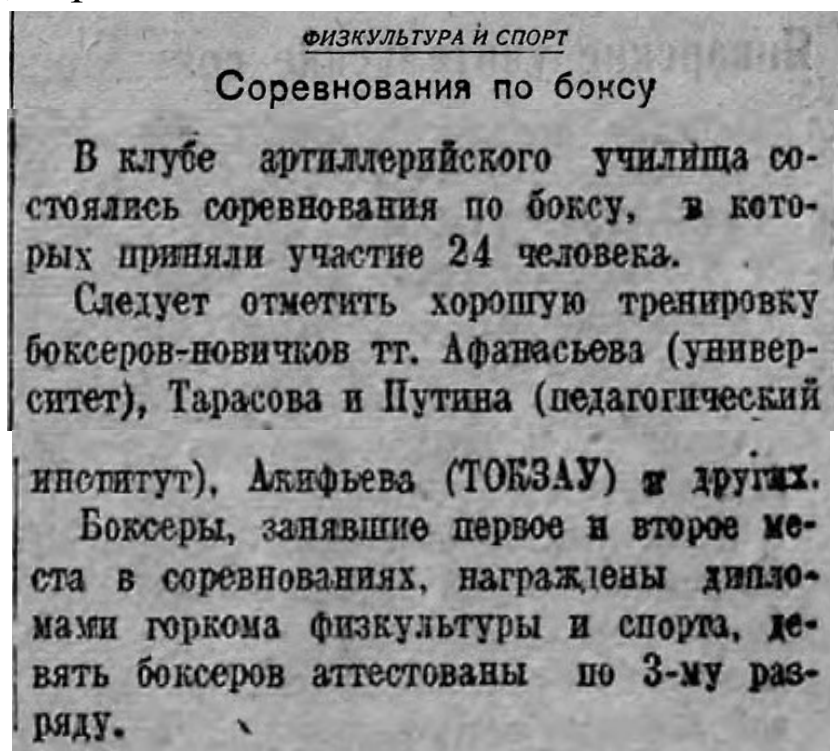 ФИЗКУЛЬТУРА И СПОРТ
Соревнования по боксу
В клубе артиллерийского училища со-
стоялись соревнования по боксу, в кото-
рых приняли участие 24 человека.
Следует отметить хорошую тренировку
боксеров-новичков тт. Афанасьева (универ-
ситет), Тарасова и Путина (педагогический
институт), Акифьева (ТОКЗАУ) и других.
Боксеры, занявшие первое и второе ме-
ста в соревнованиях, награждены дипло-
мами горкома физкультуры и спорта, де-
вять боксеров аттестованы по 3-му раз-
ряду.